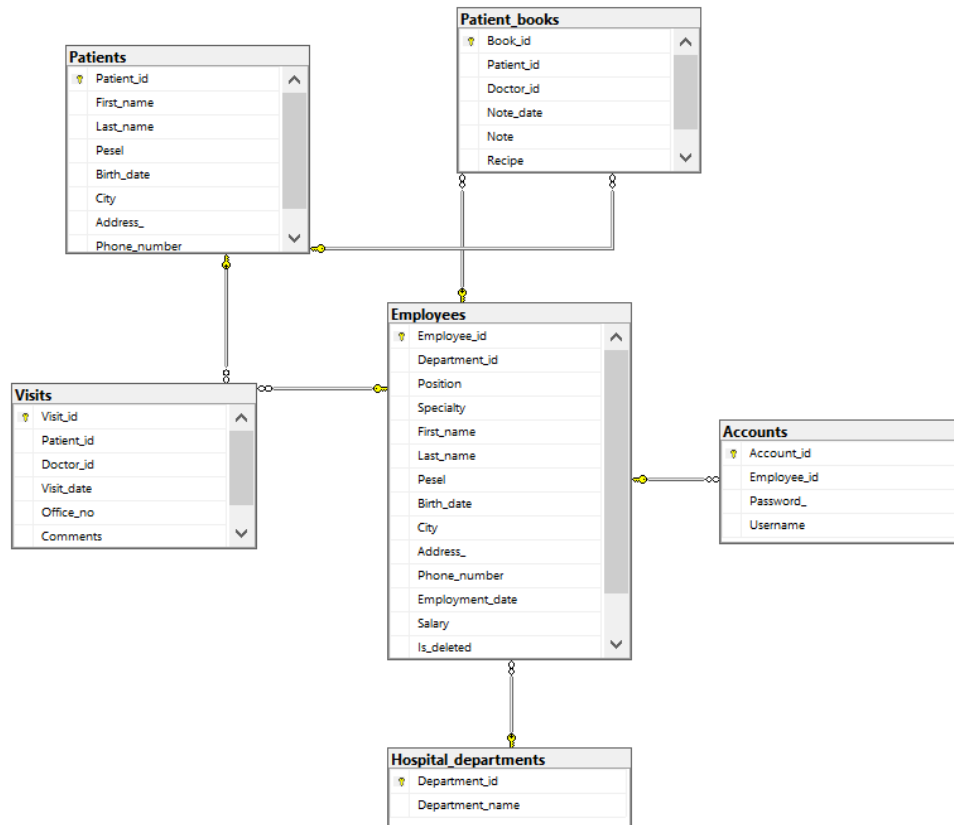 Patient_books
Book_id
Patient_id
Doctor_id
Note_date
Note
Recipe
Patients
Patient_id
First_name
Last_name
Pesel
Birth_date
City
Address_
Phone_number
Employees
Employee_id
Department_id
Position
Specialty
First_name
Last_name
Pesel
Birth_date
City
Address_
Phone_number
Employment_date
Salary
Is_deleted
Visits
Visit_id
Patient_id
Doctor_id
Visit_date
Office_no
Comments
Accounts
Account_id
Employee_id
Password_
Username
Hospital_departments
Department_id
Department_name